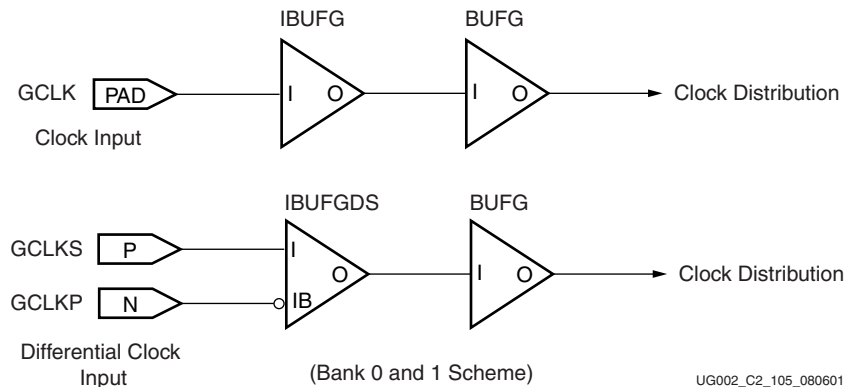 IBUFG BUFG
GCLK PAD I O I O Clock Distribution
Clock Input
IBUFGDS BUFG
GCLKS P I O I O Clock Distribution
GCLKP N IB
Differential Clock
Input
(Bank 0 and 1 Scheme)
UG002_C2_105_080601